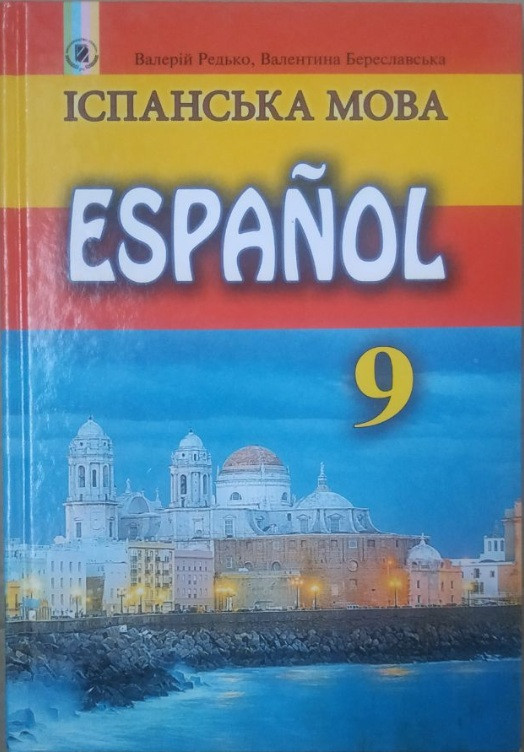 Валерій Редько, Валентина Береславська
ІСПАНСЬКА МОВА
ESPAÑOL
9